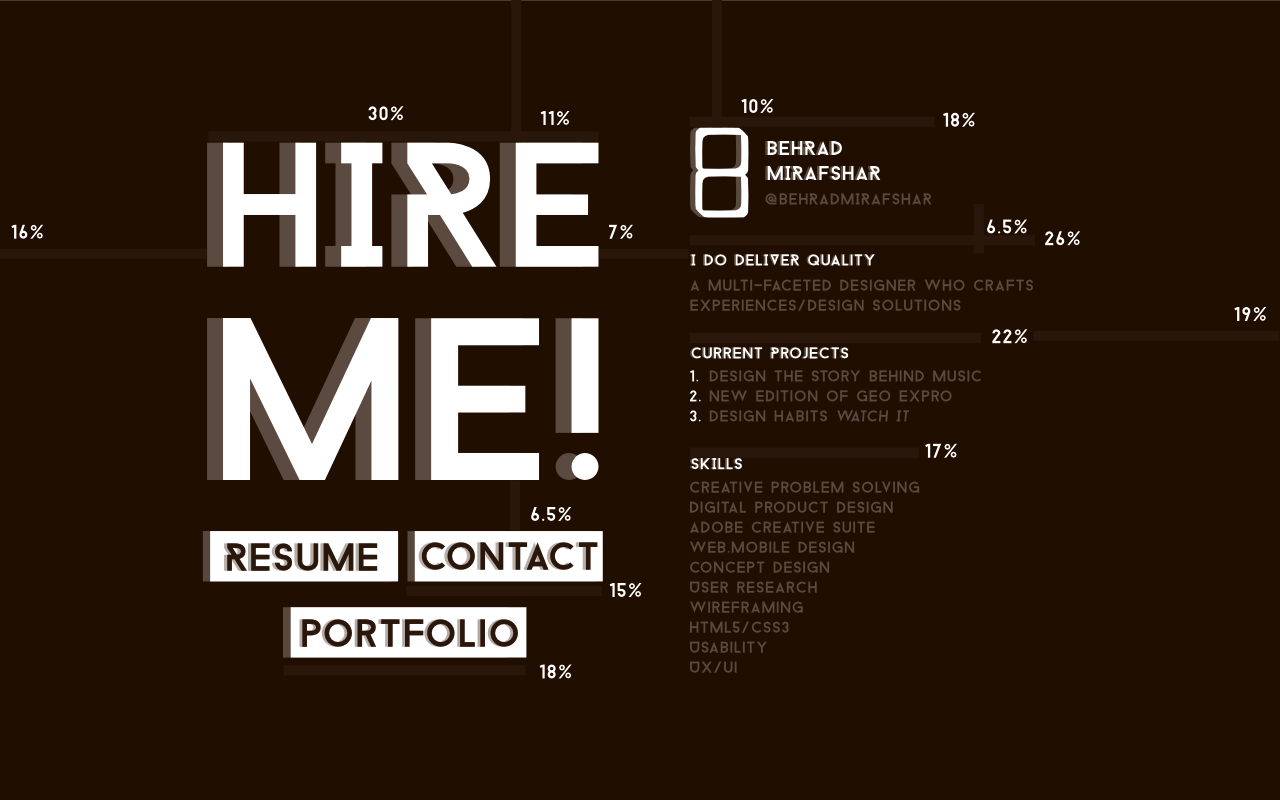 30%
11%
16%
HIRE
7%
ME!
6.5%
RESUME
CONTACT
15%
PORTFOLIO
18%
10%
18%
8
BEHRAD
MIRAFSHAR
@BEHRADMIRAFSHAR
6.5%
26%
I DO DELIVER QUALITY
A MULTI-FACETED DESIGNER WHO CRAFTS
EXPERIENCES/DESIGN SOLUTIONS
19%
22%
CURRENT PROJECTS
1. DESIGN THE STORY BEHIND MUSIC
2. NEW EDITION OF GEO EXPRO
3. DESIGN HABITS WATCH IT
17%
SKILLS
CREATIVE PROBLEM SOLVING
DIGITAL PRODUCT DESIGN
ADOBE CREATIVE SUITE
WEB.MOBILE DESIGN
CONCEPT DESIGN
USER RESEARCH
WIREFRAMING
HTML5/CSS3
USABILITY
UX/UI